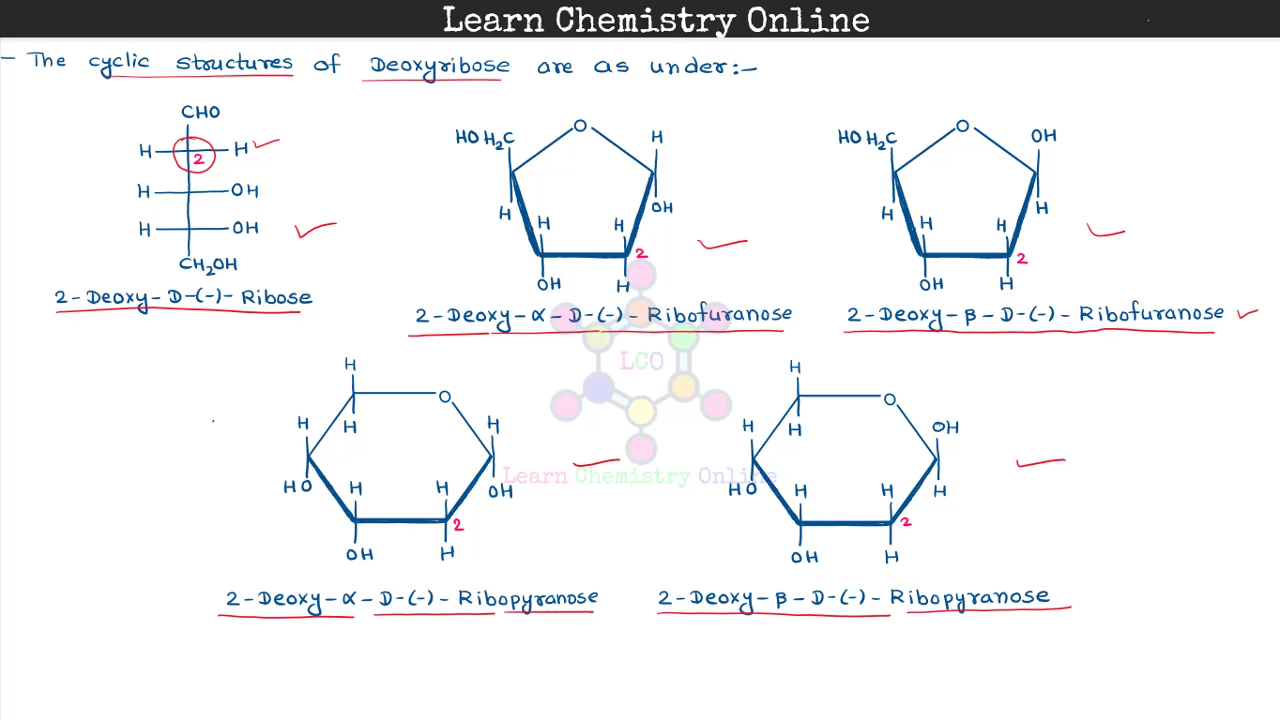 Learn Chemistry Online
- The cyclic structures of Deoxyribose are as under:-
CHO
H H
2
H OH
H OH
CH2OH
2-Deoxy-D-(-)-Ribose
O
HOH2C H
H OH
H H
2
OH H
2-Deoxy-α-D-(-)-Ribofuranose
O
HOH2C OH
H H
H H
2
OH H
2-Deoxy-β-D-(-)-Ribofuranose
LCO
Learn Chemistry Online
H
O
H H H
HO OH
H H
2
OH H
2-Deoxy-α-D-(-)-Ribopyranose
H
O
H H OH
HO H
H H
2
OH H
2-Deoxy-β-D-(-)-Ribopyranose